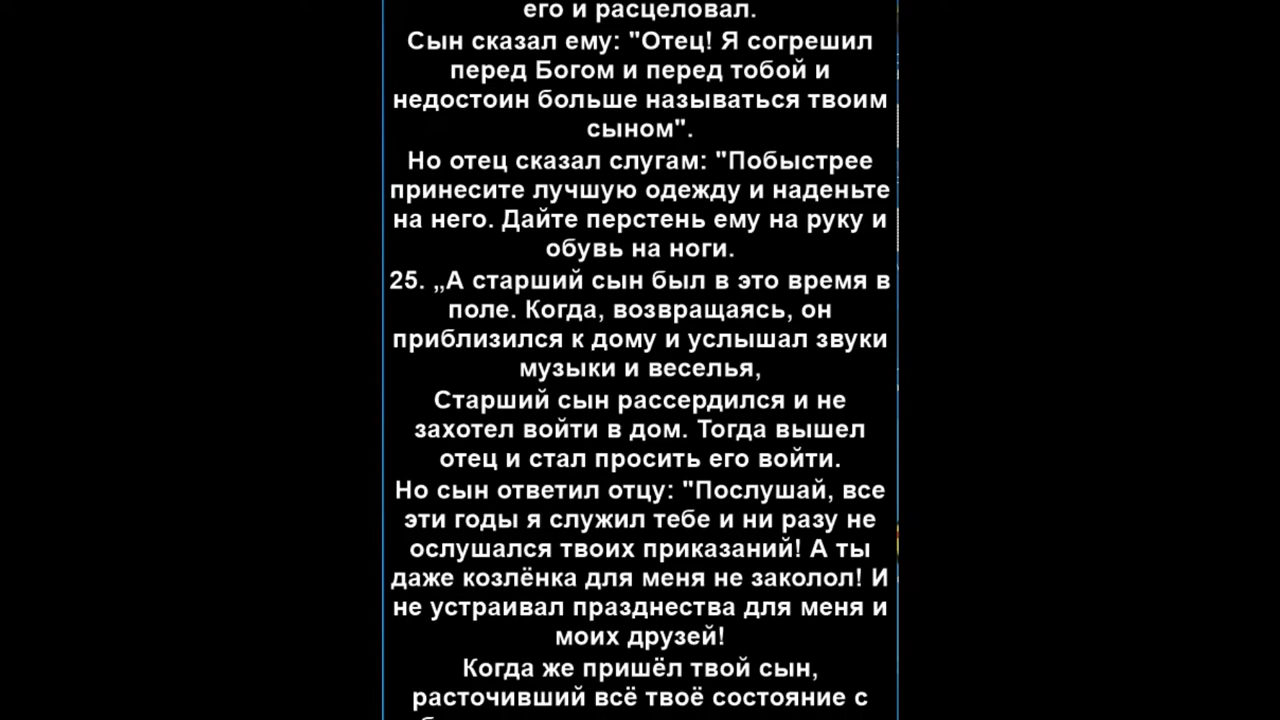 его и расцеловал.
Сын сказал ему: "Отец! Я согрешил
перед Богом и перед тобой и
недостоин больше называться твоим
сыном".
Но отец сказал слугам: "Побыстрее
принесите лучшую одежду и наденьте
на него. Дайте перстень ему на руку и
обувь на ноги.
25. „А старший сын был в это время в
поле. Когда, возвращаясь, он
приблизился к дому и услышал звуки
музыки и веселья,
Старший сын рассердился и не
захотел войти в дом. Тогда вышел
отец и стал просить его войти.
Но сын ответил отцу: "Послушай, все
эти годы я служил тебе и ни разу не
ослушался твоих приказаний! А ты
даже козлёнка для меня не заколол! И
не устраивал празднества для меня и
моих друзей!
Когда же пришёл твой сын,
расточивший всё твоё состояние с